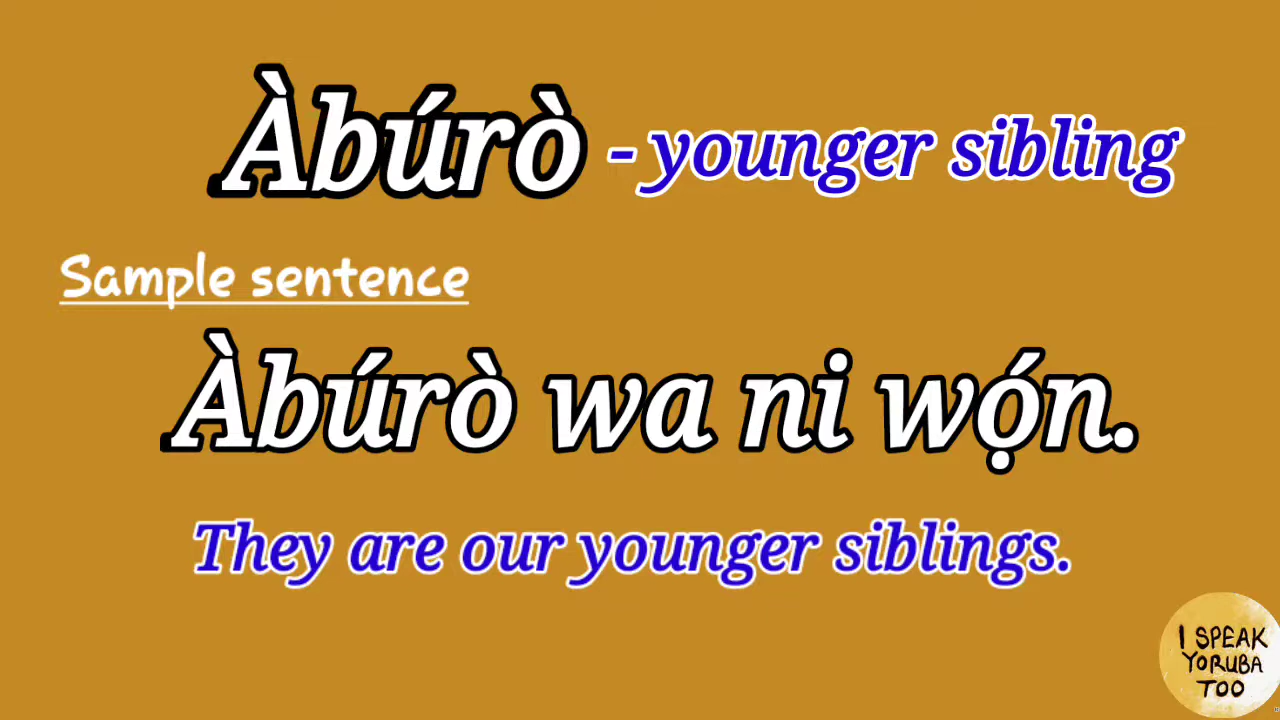 Àbúrò - younger sibling
Sample sentence
Àbúrò wa ni wọ́n.
They are our younger siblings.
I SPEAK
YORUBA
TOO